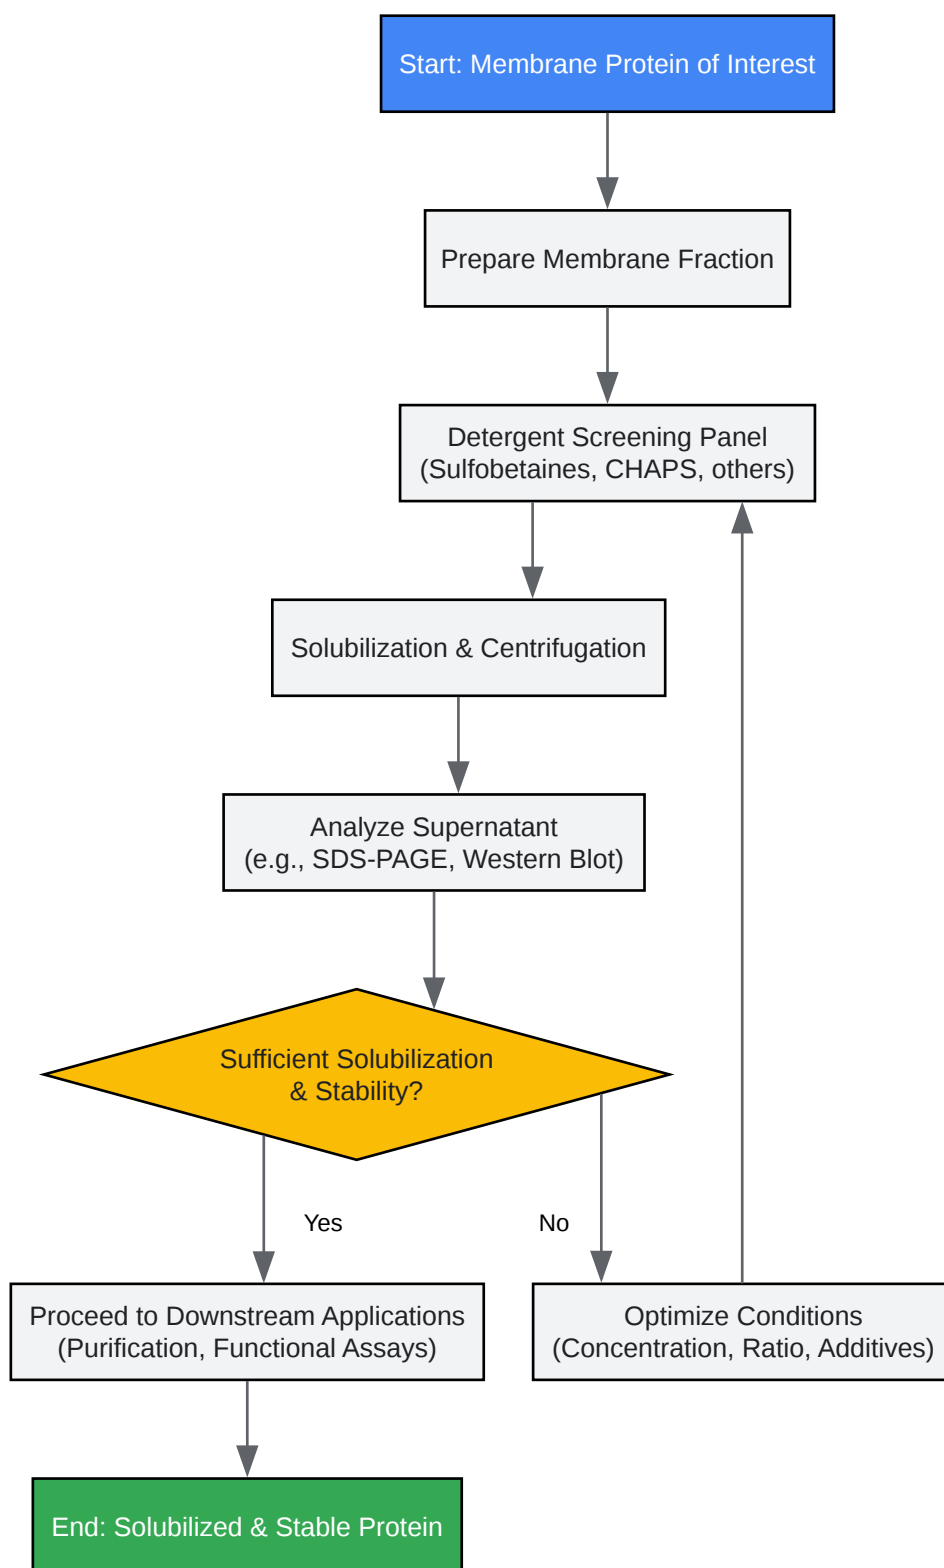 Start: Membrane Protein of Interest
Prepare Membrane Fraction
Detergent Screening Panel
(Sulfobetaines, CHAPS, others)
Solubilization & Centrifugation
Analyze Supernatant
(e.g., SDS-PAGE, Western Blot)
Sufficient Solubilization
& Stability?
Yes
No
Proceed to Downstream Applications
(Purification, Functional Assays)
Optimize Conditions
(Concentration, Ratio, Additives)
End: Solubilized & Stable Protein